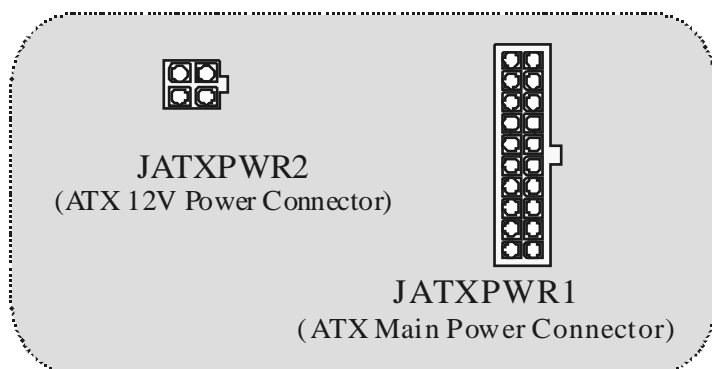 JATXPWR2
(ATX 12V Power Connector)
JATXPWR1
(ATX Main Power Connector)